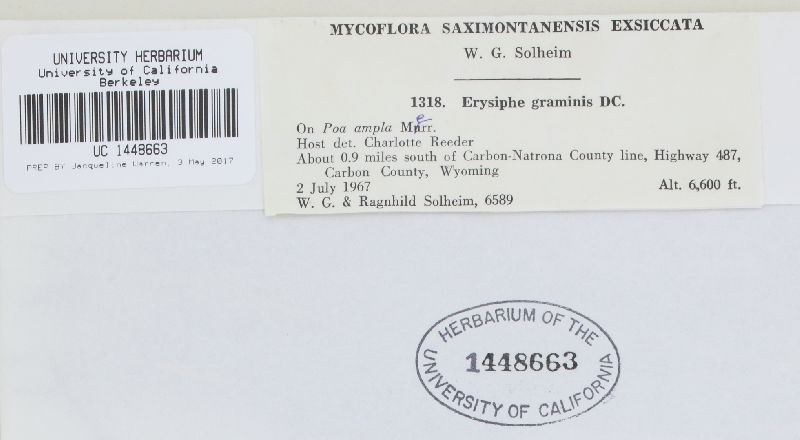 UNIVERSITY HERBARIUM
University of California
Berkeley
UC 1448663
PREP BY Jacqueline Warren, 3 May 2017
MYCOFLORA SAXIMONTANENSIS EXSICCATA
W. G. Solheim
1318. Erysiphe graminis DC.
On Poa ampla Merr.
Host det. Charlotte Reeder
About 0.9 miles south of Carbon-Natrona County line, Highway 487,
Carbon County, Wyoming
2 July 1967 Alt. 6,600 ft.
W. G. & Ragnhild Solheim, 6589
HERBARIUM OF THE
1448663
UNIVERSITY OF CALIFORNIA